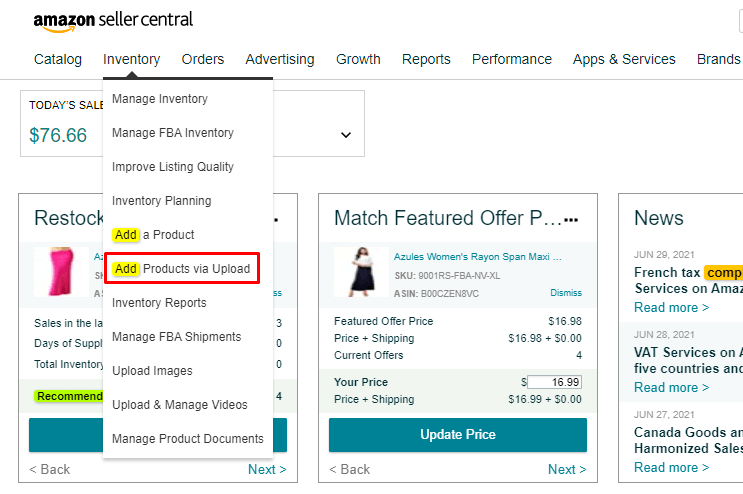 amazon seller central
Catalog Inventory Orders Advertising Growth Reports Performance Apps & Services Brands
TODAY'S SALE
$76.66
Manage Inventory
Manage FBA Inventory
Improve Listing Quality
Inventory Planning
Add a Product
Add Products via Upload
Inventory Reports
Manage FBA Shipments
Upload Images
Upload & Manage Videos
Manage Product Documents
Restock
SKU
ASI
Sales in the la 3
Days of Suppl 0
Total Inventory 0
Recommend 4
< Back Next >
Match Featured Offer P…
Azules Women's Rayon Span Maxi ...
SKU: 9001RS-FBA-NV-XL
ASIN: B00CZEN8VC Dismiss
Featured Offer Price $16.98
Price + Shipping $16.98 + $0.00
Current Offers 4
Your Price $ 16.99
Price + Shipping $16.99 + $0.00
Update Price
< Back Next >
News
JUN 29, 2021
French tax comp
Services on Amaz
Read more >
JUN 28, 2021
VAT Services on A
five countries and
Read more >
JUN 27, 2021
Canada Goods an
Harmonized Sales
Read more >